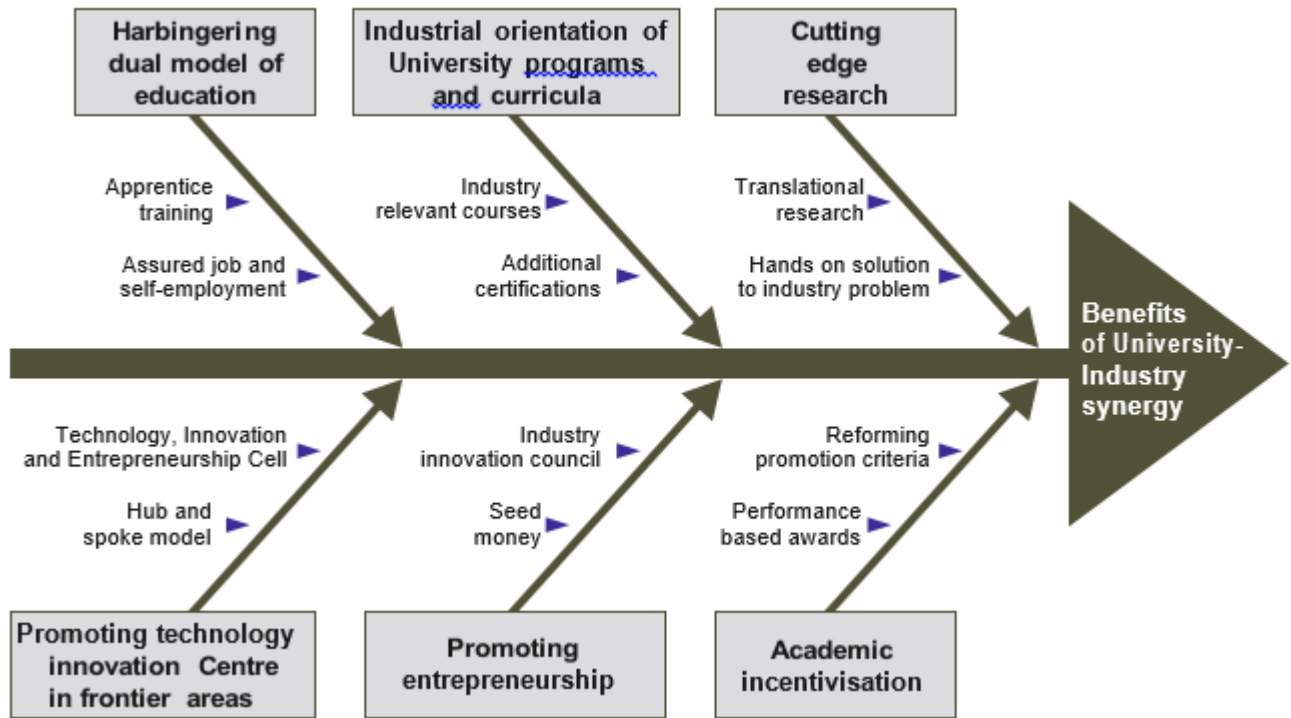 Harbingering
dual model of
education
Industrial orientation of
University programs
and curricula
Cutting
edge
research
Apprentice
training
Assured job and
self-employment
Industry
relevant courses
Additional
certifications
Translational
research
Hands on solution
to industry problem
Benefits
of University-
Industry
synergy
Technology, Innovation
and Entrepreneurship Cell
Hub and
spoke model
Industry
innovation council
Seed
money
Reforming
promotion criteria
Performance
based awards
Promoting technology
innovation Centre
in frontier areas
Promoting
entrepreneurship
Academic
incentivisation